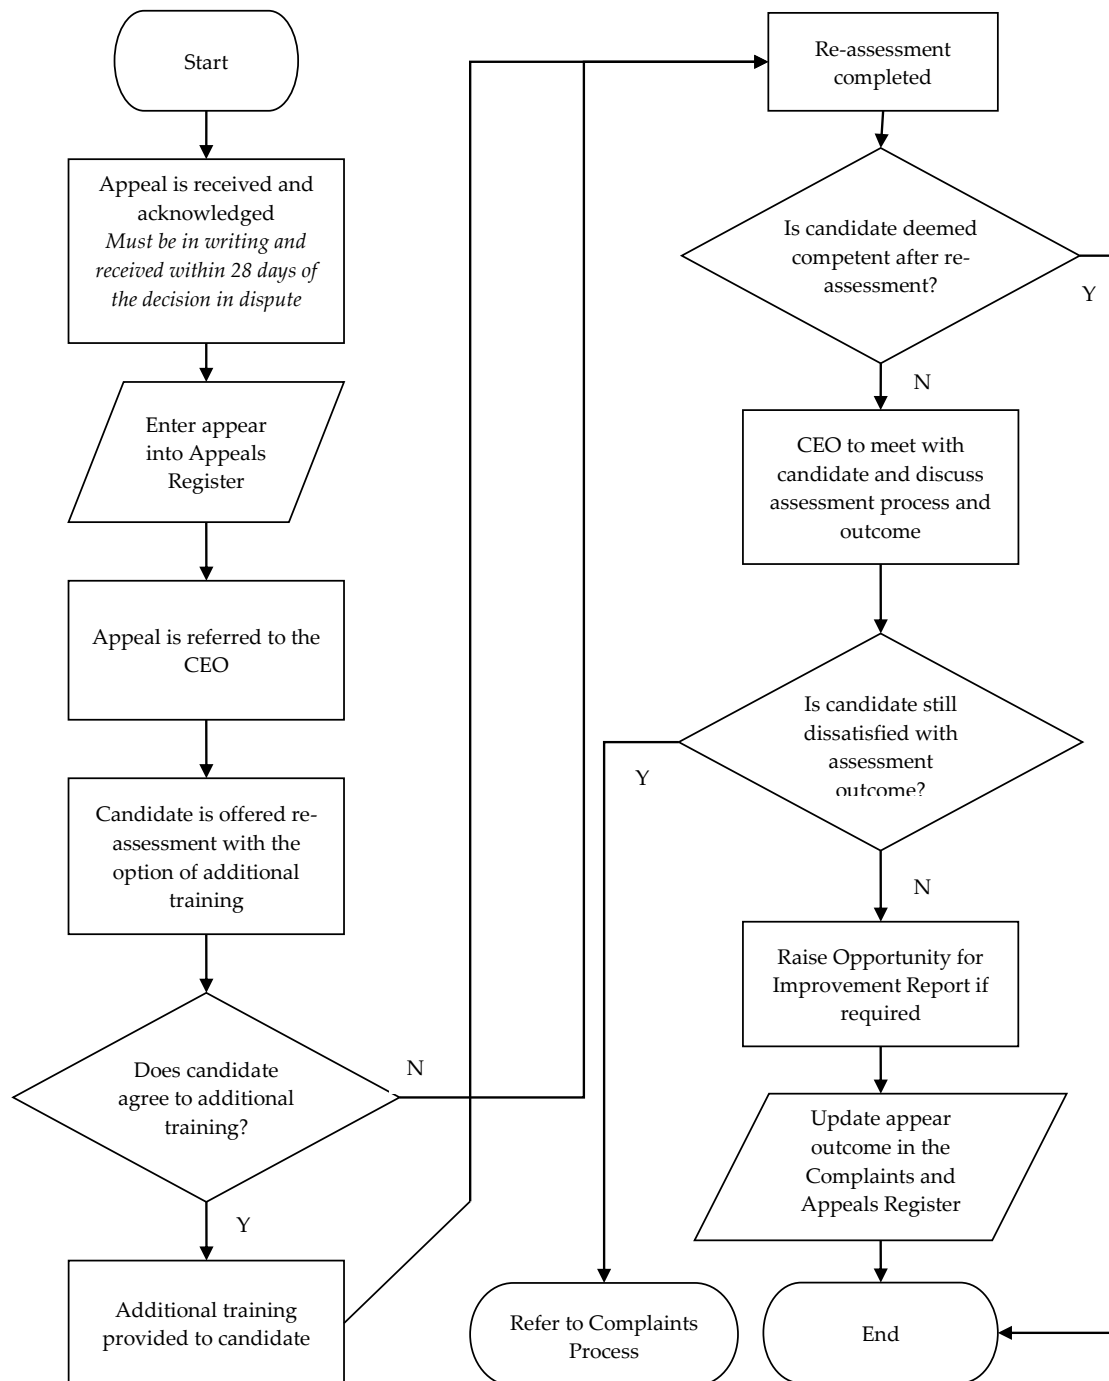 Start
Appeal is received and
acknowledged
Must be in writing and
received within 28 days of
the decision in dispute
Enter appear
into Appeals
Register
Appeal is referred to the
CEO
Candidate is offered re-
assessment with the
option of additional
training
Does candidate
agree to additional
training?
N
Y
Additional training
provided to candidate
Re-assessment
completed
Is candidate deemed
competent after re-
assessment?
Y
N
CEO to meet with
candidate and discuss
assessment process and
outcome
Is candidate still
dissatisfied with
assessment
outcome?
Y
N
Raise Opportunity for
Improvement Report if
required
Update appear
outcome in the
Complaints and
Appeals Register
Refer to Complaints
Process
End